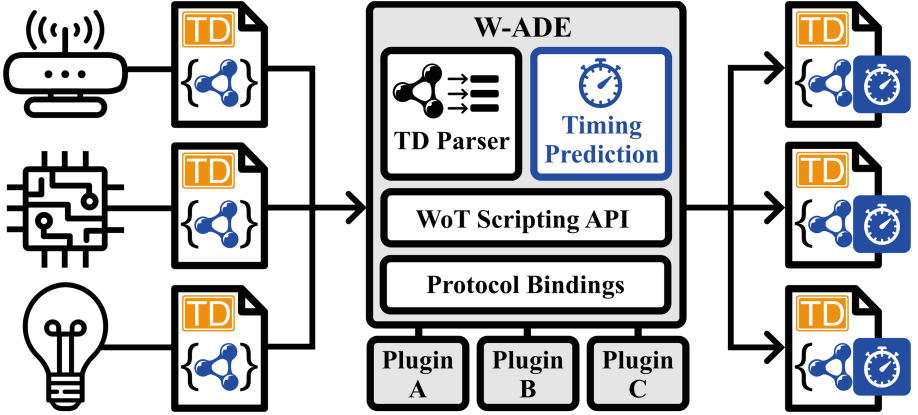 TD
TD
TD
W-ADE
TD Parser
Timing
Prediction
WoT Scripting API
Protocol Bindings
Plugin
A
Plugin
B
Plugin
C
TD
TD
TD